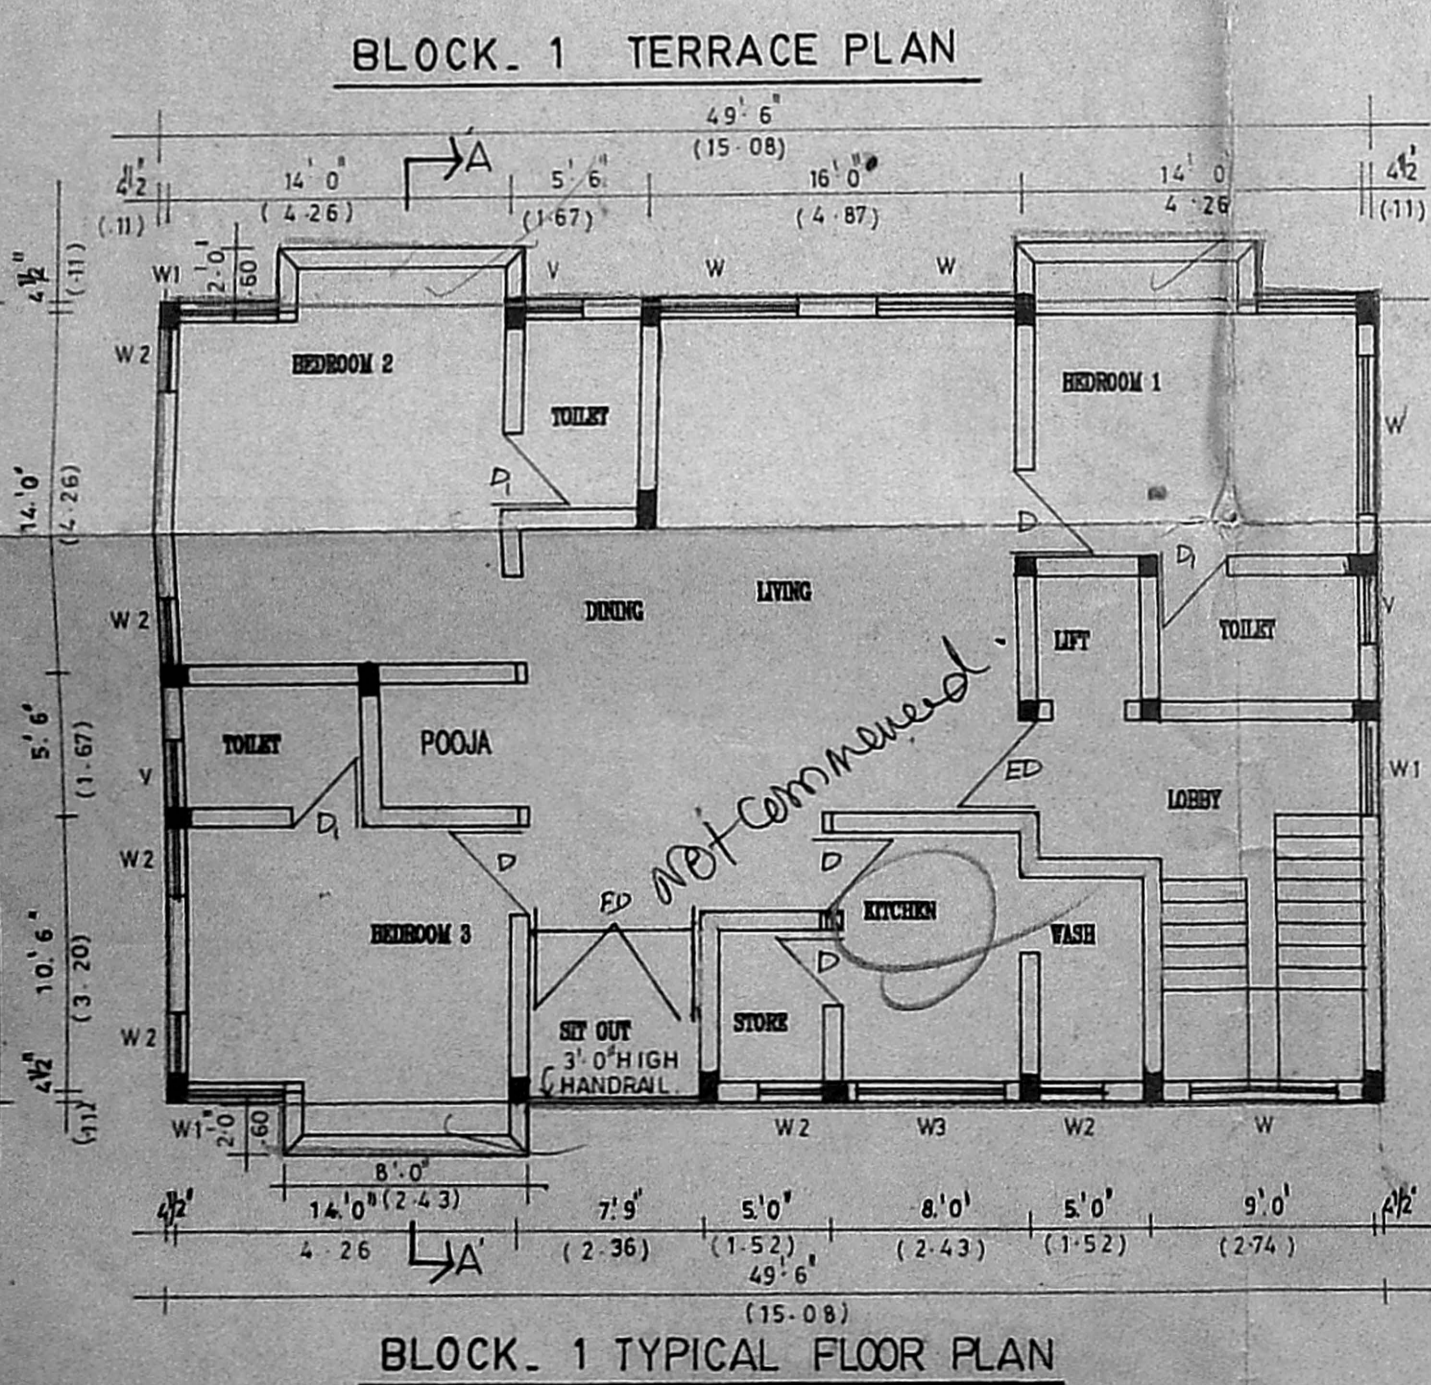 BLOCK_ 1 TERRACE PLAN
49'·6"
(15·08)
4½" 14'0" A' 5'6" 16'0" 14'0 4½"
(·11) (4·26) (1·67) (4·87) 4·26 (·11)
4½"
(·11)
W1 2'·0' ·60 V W W
W2 BEDROOM 2 BEDROOM 1
TOILET W
14'·0"
(4·26)
D1 D D1
W2 DINING LIVING LIFT TOILET V
5'·6"
(1·67)
TOILET POOJA
V ED W1
D1 LOBBY
Not commenced.
W2 D D
ED KITCHEN
BEDROOM 3 WASH
10'·6"
(3·20)
D
STORE
SIT OUT
3'·0"HIGH
HANDRAIL.
W2
4½"
(·11)
W1 2'·0 ·60 W2 W3 W2 W
8'·0"
(2·43)
4½" 14'·0" 7'·9" 5'·0" 8'·0' 5'·0' 9'·0' 4½"
4·26 A' (2·36) (1·52) (2·43) (1·52) (2·74)
49'·6"
(15·08)
BLOCK_ 1 TYPICAL FLOOR PLAN